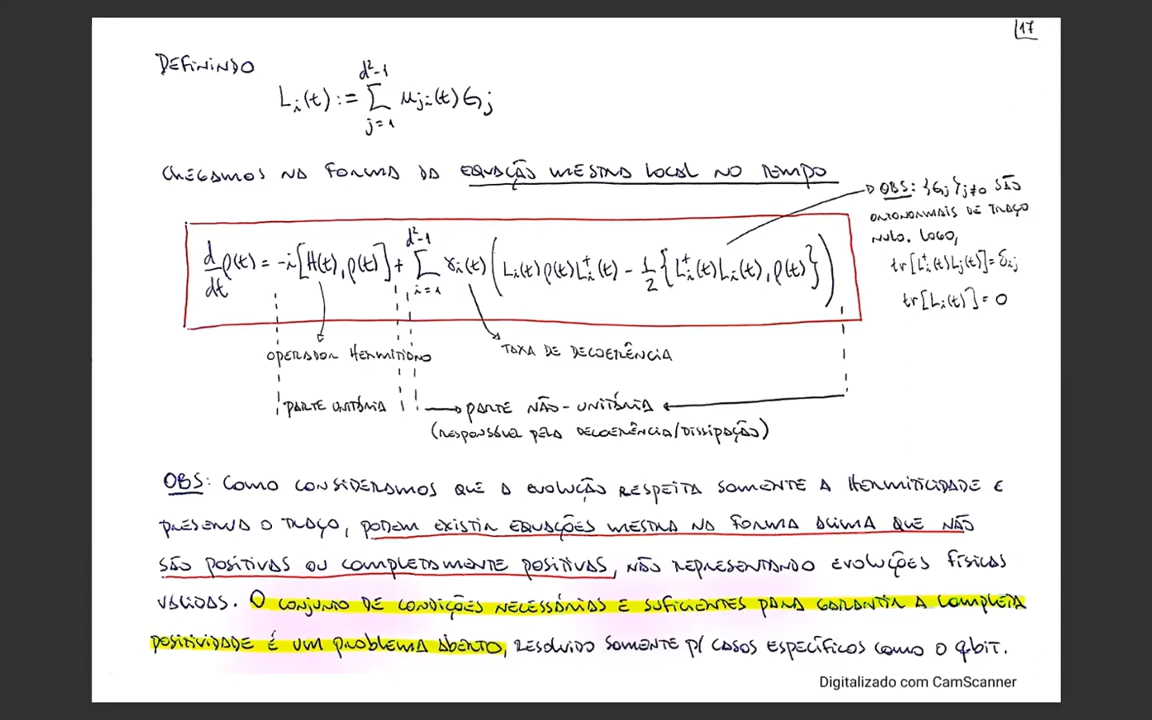 17
DEFININDO
L_i(t) := \sum_{j=1}^{d²-1} u_{ji}(t) G_j
CHEGAMOS NA FORMA DA EQUAÇÃO MESTRA LOCAL NO TEMPO
OBS: {G_j}_{j≠0} SÃO
ORTONORMAIS DE TRAÇO
NULO. LOGO,
tr[L_i†(t)L_j(t)] = δ_{ij}
tr[L_i(t)] = 0
d/dt ρ(t) = -i[H(t), ρ(t)] + \sum_{i=1}^{d²-1} γ_i(t) ( L_i(t)ρ(t)L_i†(t) - 1/2 {L_i†(t)L_i(t), ρ(t)} )
OPERADOR HERMITIANO
TAXA DE DECOERÊNCIA
PARTE UNITÁRIA
PARTE NÃO-UNITÁRIA
(RESPONSÁVEL PELA DECOERÊNCIA/DISSIPAÇÃO)
OBS: COMO CONSIDERAMOS QUE A EVOLUÇÃO RESPEITA SOMENTE A HERMITICIDADE E
PRESERVA O TRAÇO, PODEM EXISTIR EQUAÇÕES MESTRA NA FORMA ACIMA QUE NÃO
SÃO POSITIVAS OU COMPLETAMENTE POSITIVAS, NÃO REPRESENTANDO EVOLUÇÕES FÍSICAS
VÁLIDAS. O CONJUNTO DE CONDIÇÕES NECESSÁRIAS E SUFICIENTES PARA GARANTIR A COMPLETA
POSITIVIDADE É UM PROBLEMA ABERTO, RESOLVIDO SOMENTE P/ CASOS ESPECÍFICOS COMO O qbit.
Digitalizado com CamScanner